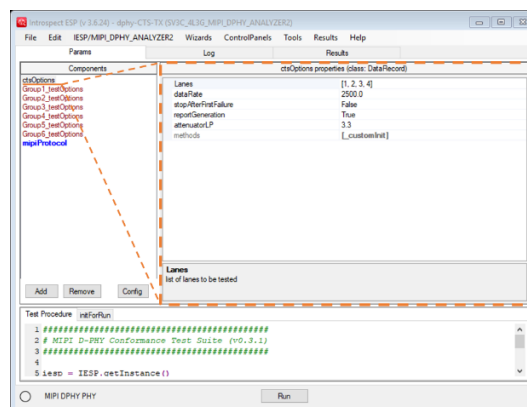 Introspect ESP (v 3.6.24) - dphy-CTS-TX (SV3C_4L3G_MIPI_DPHY_ANALYZER2)
File Edit IESP/MIPI_DPHY_ANALYZER2 Wizards ControlPanels Tools Results Help
Params Log Results
Components
ctsOptions
Group1_testOptions
Group2_testOptions
Group3_testOptions
Group4_testOptions
Group5_testOptions
Group6_testOptions
mipiProtocol
Add Remove Config
ctsOptions properties (class: DataRecord)
Lanes [1, 2, 3, 4]
dataRate 2500.0
stopAfterFirstFailure False
reportGeneration True
attenuatorLP 3.3
methods [_customInit]
Lanes
list of lanes to be tested
Test Procedure initForRun
1 ############################################
2 # MIPI D-PHY Conformance Test Suite (v0.3.1)
3 ############################################
4
5 iesp = IESP.getInstance()
MIPI DPHY PHY Run